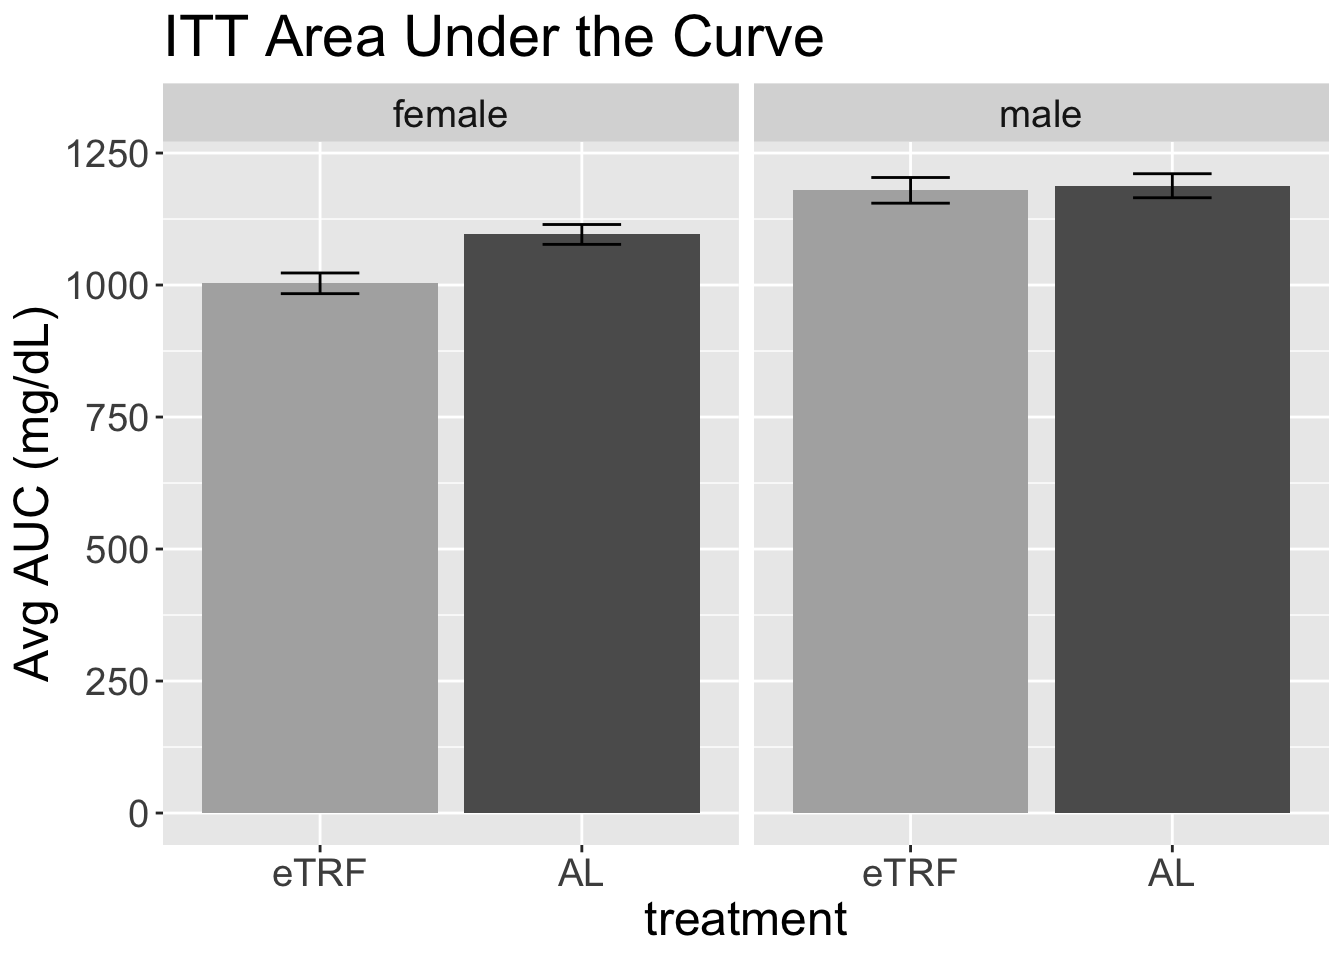 ITT Area Under the Curve
female
male
Avg AUC (mg/dL)
1250
1000
750
500
250
0
eTRF
AL
eTRF
AL
treatment